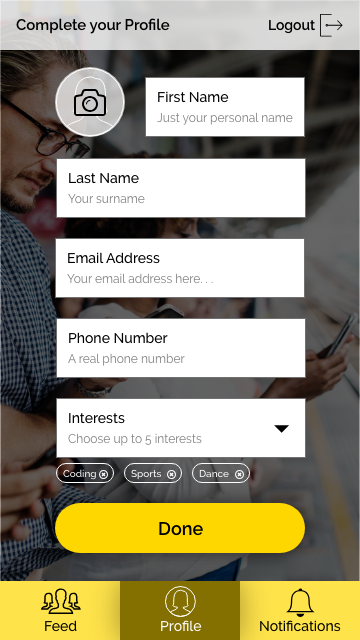 Complete your Profile
Logout
First Name
Just your personal name
Last Name
Your surname
Email Address
Your email address here. . .
Phone Number
A real phone number
Interests
Choose up to 5 interests
Coding Sports Dance
Done
Feed Profile Notifications